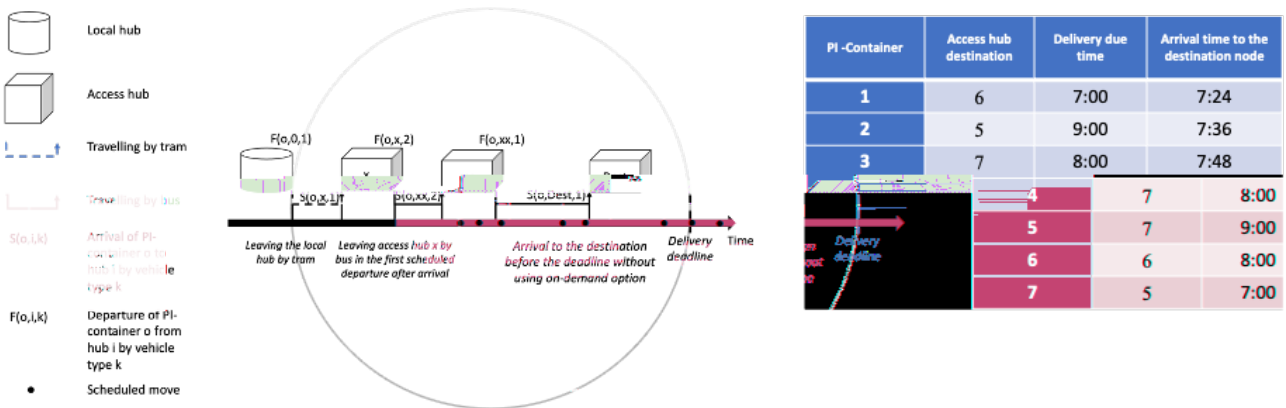 Local hub
Access hub
Travelling by tram
Travelling by bus
S(o,i,k)
Arrival of PI-
container o to
hub i by vehicle
type k
F(o,i,k)
Departure of PI-
container o from
hub i by vehicle
type k
Scheduled move
F(o,0,1)
F(o,x,2)
F(o,xx,1)
S(o,x,1)
S(o,xx,2)
S(o,Dest,1)
Time
Leaving the local
hub by tram
Leaving access hub x by
bus in the first scheduled
departure after arrival
Arrival to the destination
before the deadline without
using on-demand option
Delivery
deadline
PI -Container
Access hub
destination
Delivery due
time
Arrival time to the
destination node
1 6 7:00 7:24
2 5 9:00 7:36
3 7 8:00 7:48
4 7 8:00
5 7 9:00
6 6 8:00
7 5 7:00
Delivery
deadline